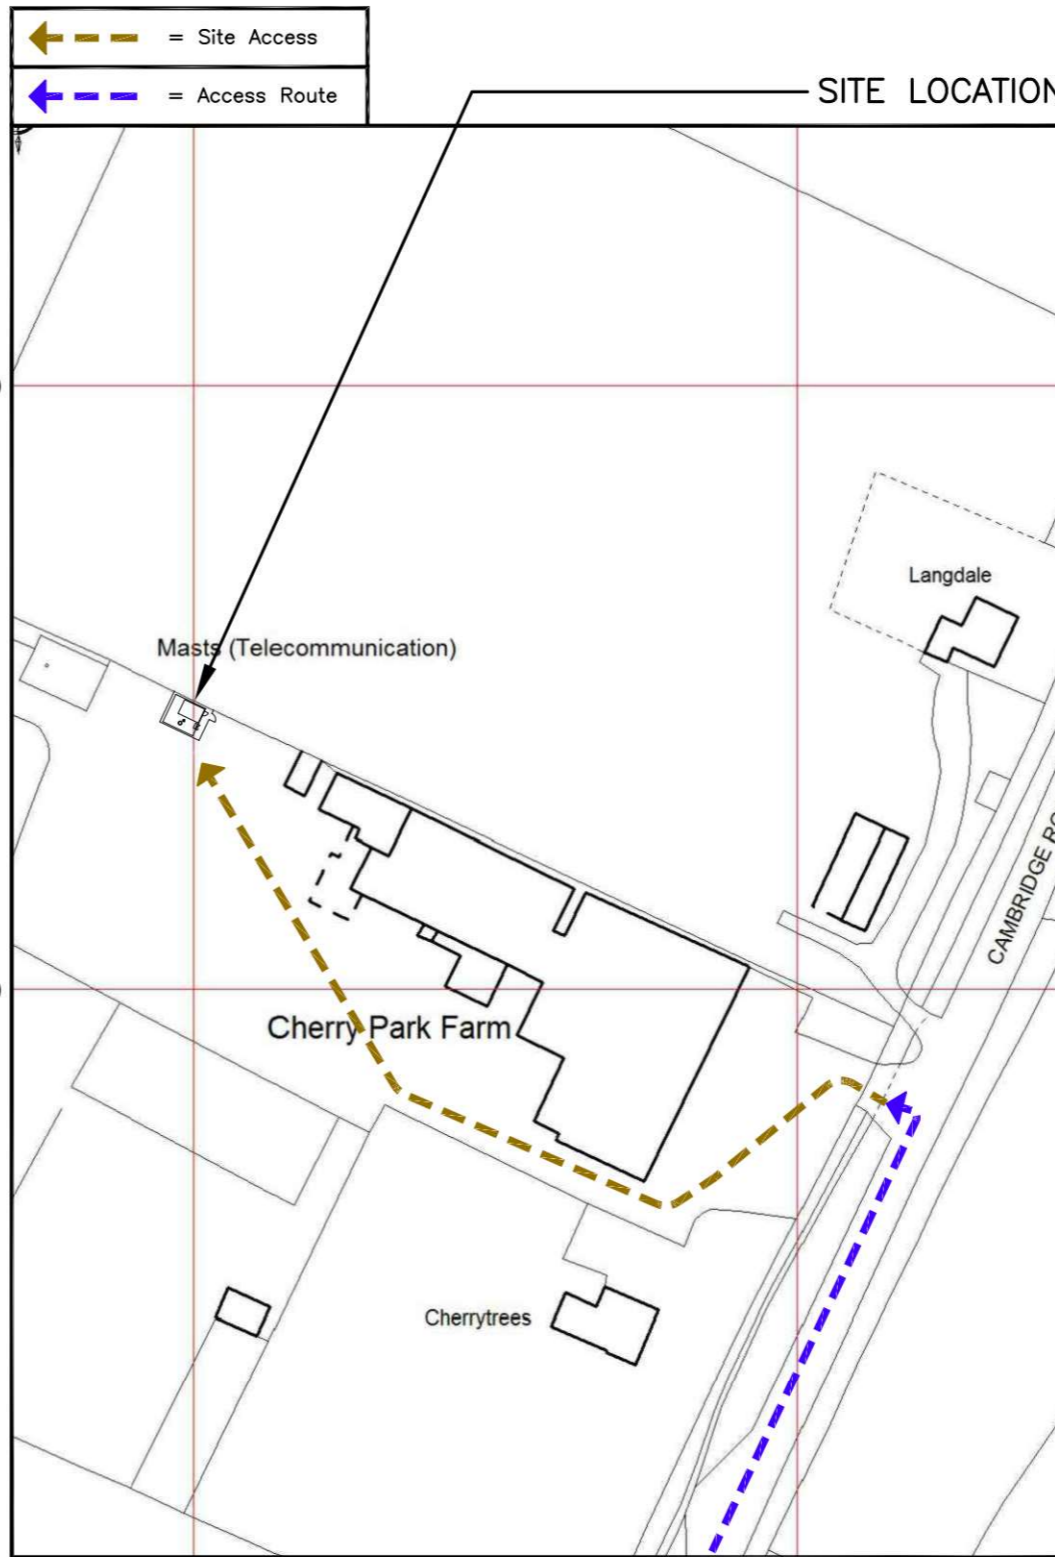 = Site Access
= Access Route
SITE LOCATION
Langdale
Masts (Telecommunication)
CAMBRIDGE
Cherry Park Farm
Cherrytrees